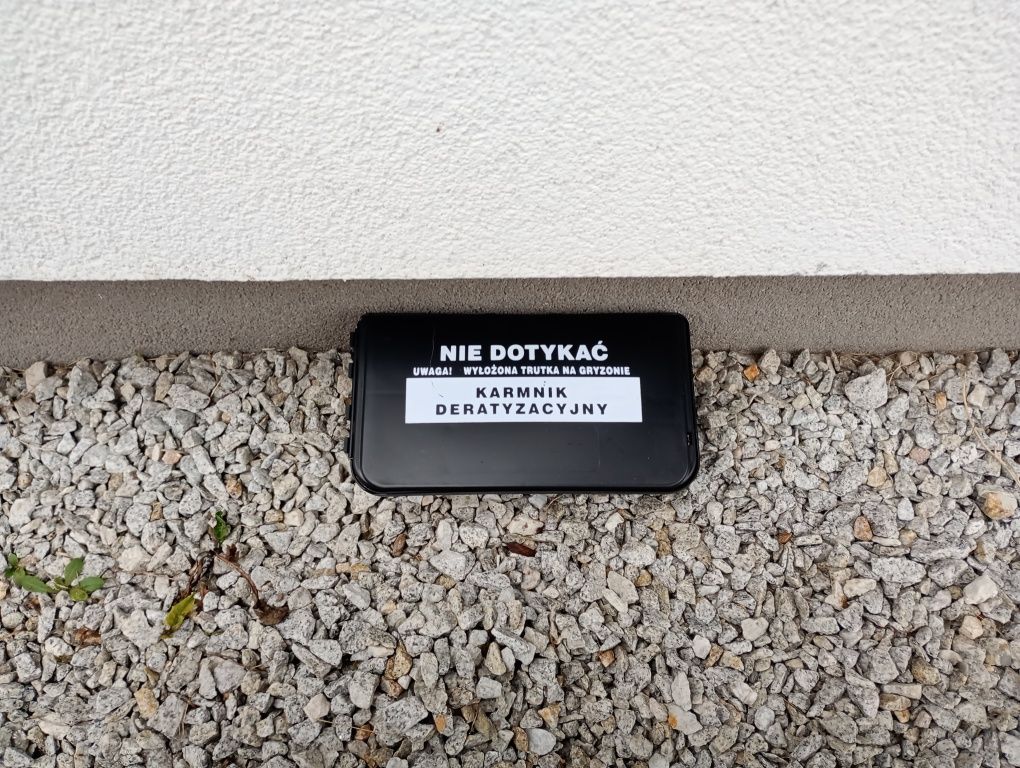 NIE DOTYKAĆ
UWAGA! WYŁOŻONA TRUTKA NA GRYZONIE
KARMNIK
DERATYZACYJNY